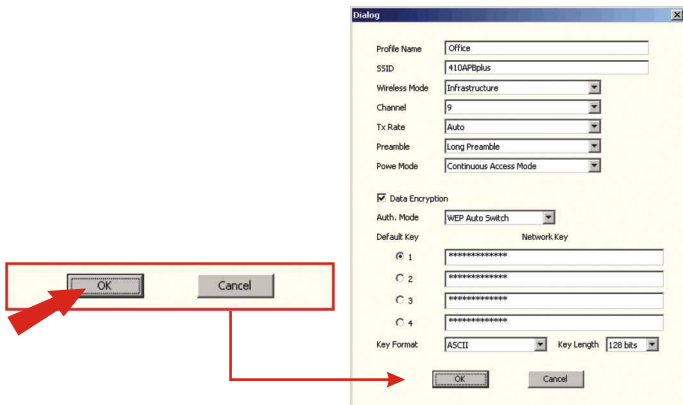 Dialog
Profile Name Office
SSID 410APBplus
Wireless Mode Infrastructure
Channel 9
Tx Rate Auto
Preamble Long Preamble
Powe Mode Continuous Access Mode
Data Encryption
Auth. Mode WEP Auto Switch
Default Key Network Key
1 *************
2 *************
3 *************
4 *************
Key Format ASCII Key Length 128 bits
OK Cancel
OK Cancel